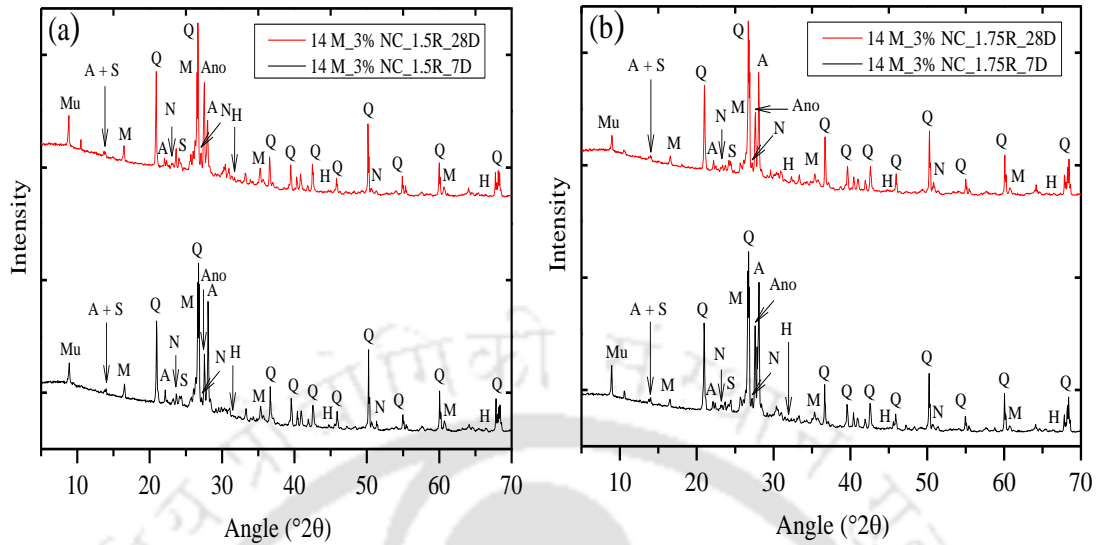 (a)
14 M_3% NC_1.5R_28D
14 M_3% NC_1.5R_7D
Q
Q
M
Ano
A + S
Mu
N
M
A
S
A
N
H
M
Q
Q
Q
Q
H
Q
N
Q
Q
M
H
Q
Q
Ano
M
A
A + S
Q
Mu
M
N
A
S
N
H
M
Q
Q
Q
H
Q
Q
N
Q
Q
M
H
Q
10 20 30 40 50 60 70
Angle (°2θ)
Intensity
(b)
14 M_3% NC_1.75R_28D
14 M_3% NC_1.75R_7D
Q
A
Q
A + S
M
Ano
Mu
M
N
A
S
N
H
M
Q
Q
Q
H
Q
Q
N
Q
Q
M
H
Q
Q
A
Ano
Q
M
A + S
Mu
M
N
A
S
N
H
M
Q
Q
Q
H
Q
Q
N
Q
Q
M
H
Q
10 20 30 40 50 60 70
Angle (°2θ)
Intensity